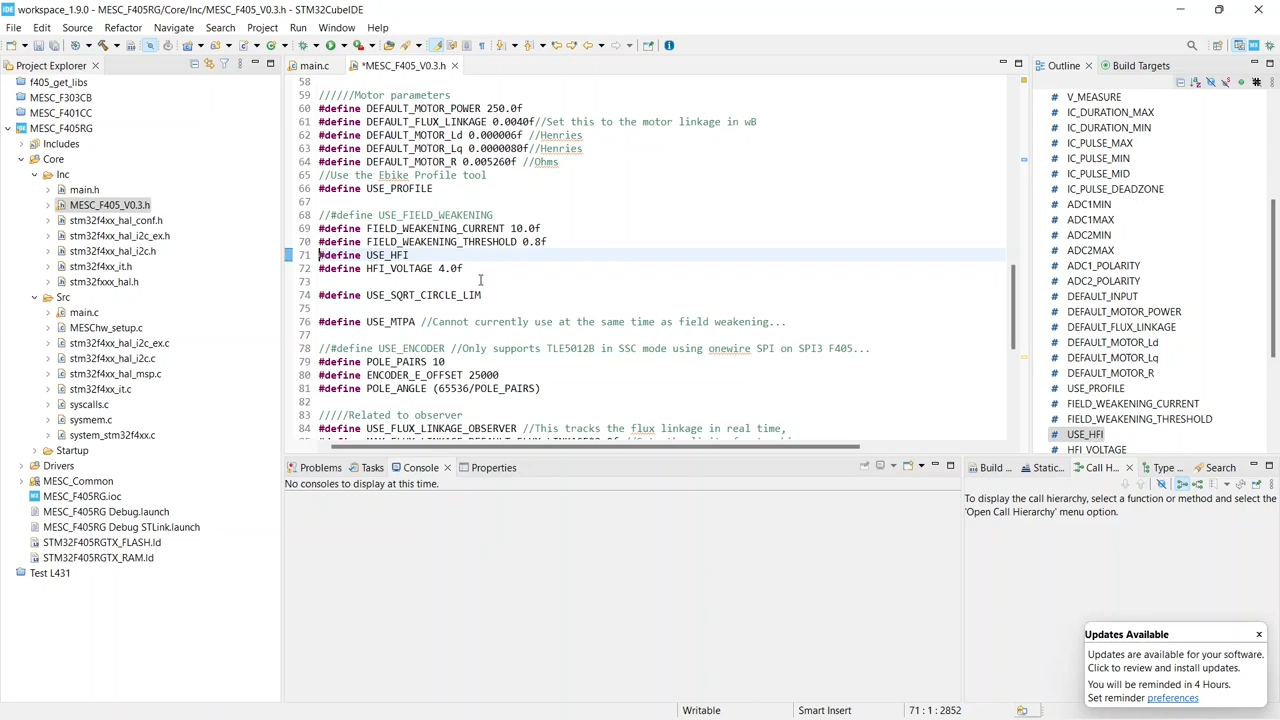 workspace_1.9.0 - MESC_F405RG/Core/Inc/MESC_F405_V0.3.h - STM32CubeIDE
File Edit Source Refactor Navigate Search Project Run Window Help
Project Explorer
f405_get_libs
MESC_F303CB
MESC_F401CC
MESC_F405RG
Includes
Core
Inc
main.h
MESC_F405_V0.3.h
stm32f4xx_hal_conf.h
stm32f4xx_hal_i2c_ex.h
stm32f4xx_hal_i2c.h
stm32f4xx_it.h
stm32fxxx_hal.h
Src
main.c
MESChw_setup.c
stm32f4xx_hal_i2c_ex.c
stm32f4xx_hal_i2c.c
stm32f4xx_hal_msp.c
stm32f4xx_it.c
syscalls.c
sysmem.c
system_stm32f4xx.c
Startup
Drivers
MESC_Common
MESC_F405RG.ioc
MESC_F405RG Debug.launch
MESC_F405RG Debug STLink.launch
STM32F405RGTX_FLASH.ld
STM32F405RGTX_RAM.ld
Test L431
main.c *MESC_F405_V0.3.h
58
59 //////Motor parameters
60 #define DEFAULT_MOTOR_POWER 250.0f
61 #define DEFAULT_FLUX_LINKAGE 0.0040f//Set this to the motor linkage in wB
62 #define DEFAULT_MOTOR_Ld 0.000006f //Henries
63 #define DEFAULT_MOTOR_Lq 0.0000080f//Henries
64 #define DEFAULT_MOTOR_R 0.005260f //Ohms
65 //Use the Ebike Profile tool
66 #define USE_PROFILE
67
68 //#define USE_FIELD_WEAKENING
69 #define FIELD_WEAKENING_CURRENT 10.0f
70 #define FIELD_WEAKENING_THRESHOLD 0.8f
71 #define USE_HFI
72 #define HFI_VOLTAGE 4.0f
73
74 #define USE_SQRT_CIRCLE_LIM
75
76 #define USE_MTPA //Cannot currently use at the same time as field weakening...
77
78 //#define USE_ENCODER //Only supports TLE5012B in SSC mode using onewire SPI on SPI3 F405...
79 #define POLE_PAIRS 10
80 #define ENCODER_E_OFFSET 25000
81 #define POLE_ANGLE (65536/POLE_PAIRS)
82
83 /////Related to observer
84 #define USE_FLUX_LINKAGE_OBSERVER //This tracks the flux linkage in real time,
Outline Build Targets
V_MEASURE
IC_DURATION_MAX
IC_DURATION_MIN
IC_PULSE_MAX
IC_PULSE_MIN
IC_PULSE_MID
IC_PULSE_DEADZONE
ADC1MIN
ADC1MAX
ADC2MIN
ADC2MAX
ADC1_POLARITY
ADC2_POLARITY
DEFAULT_INPUT
DEFAULT_MOTOR_POWER
DEFAULT_FLUX_LINKAGE
DEFAULT_MOTOR_Ld
DEFAULT_MOTOR_Lq
DEFAULT_MOTOR_R
USE_PROFILE
FIELD_WEAKENING_CURRENT
FIELD_WEAKENING_THRESHOLD
USE_HFI
HFI_VOLTAGE
Problems Tasks Console Properties
No consoles to display at this time.
Build ... Static... Call H... Type ... Search
To display the call hierarchy, select a function or method and select the
'Open Call Hierarchy' menu option.
Updates Available
Updates are available for your software.
Click to review and install updates.
You will be reminded in 4 Hours.
Set reminder preferences
Writable Smart Insert 71 : 1 : 2852